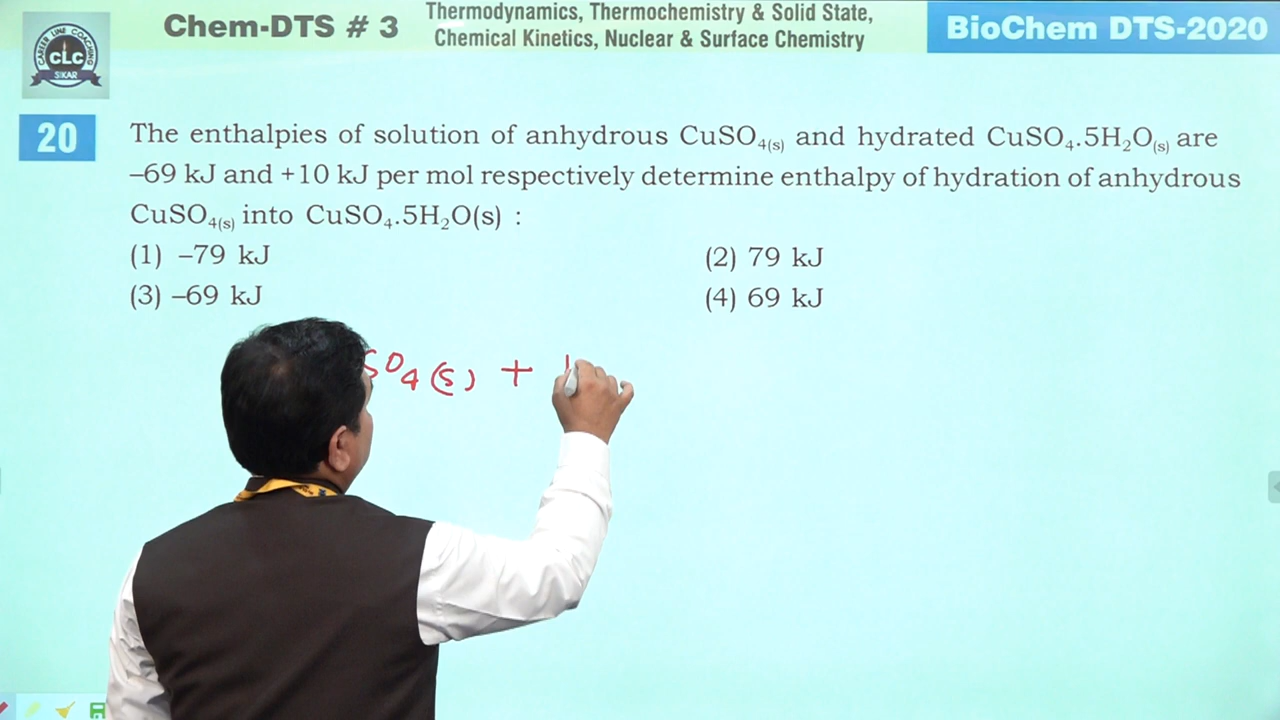 Chem-DTS # 3
Thermodynamics, Thermochemistry & Solid State,
Chemical Kinetics, Nuclear & Surface Chemistry
BioChem DTS-2020
CAREER LINE COACHING
CLC
SIKAR
20
The enthalpies of solution of anhydrous CuSO₄₍ₛ₎ and hydrated CuSO₄.5H₂O₍ₛ₎ are
–69 kJ and +10 kJ per mol respectively determine enthalpy of hydration of anhydrous
CuSO₄₍ₛ₎ into CuSO₄.5H₂O(s) :
(1) –79 kJ
(2) 79 kJ
(3) –69 kJ
(4) 69 kJ
SO₄(s) +